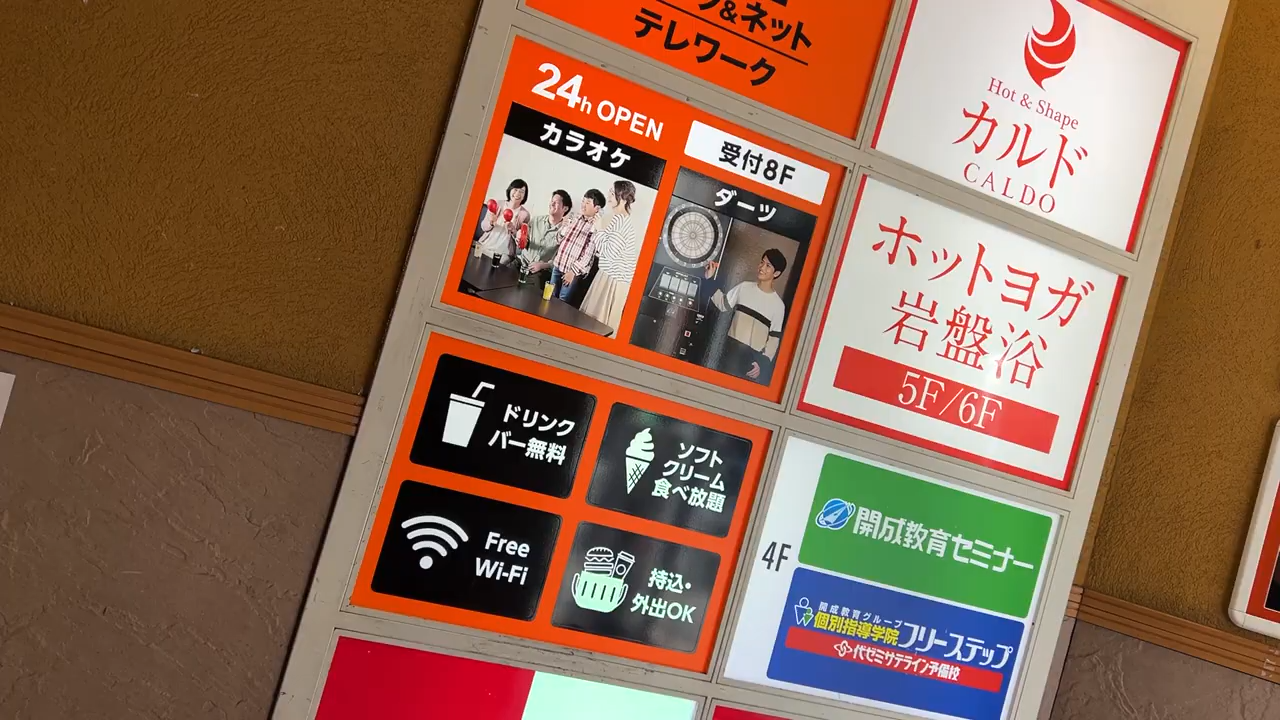 &ネット
テレワーク
24h OPEN
カラオケ
受付8F
ダーツ
ドリンク
バー無料
ソフト
クリーム
食べ放題
Free
Wi-Fi
持込・
外出OK
Hot & Shape
カルド
CALDO
ホットヨガ
岩盤浴
5F/6F
4F
開成教育セミナー
開成教育グループ
個別指導学院
フリーステップ
代ゼミサテライン予備校